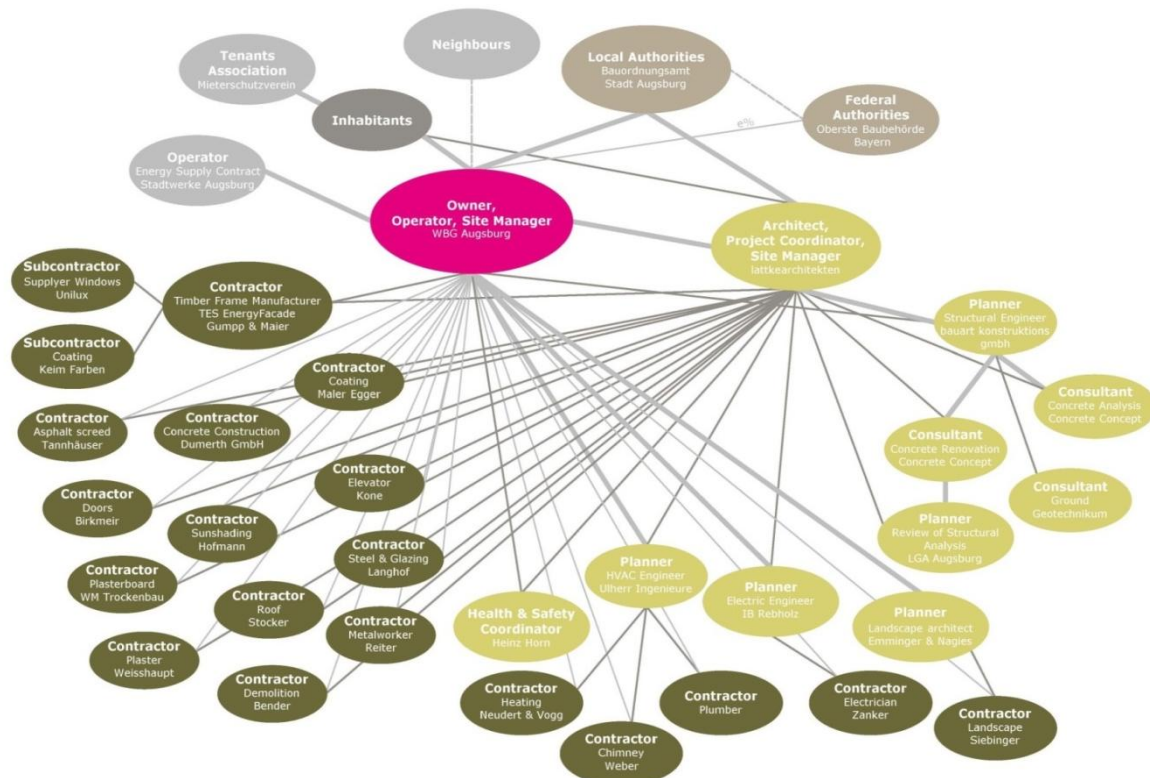 Neighbours
Tenants
Association
Mieterschutzverein
Local Authorities
Bauordnungsamt
Stadt Augsburg
Federal
Authorities
Oberste Baubehörde
Bayern
Inhabitants
e%
Operator
Energy Supply Contract
Stadtwerke Augsburg
Owner,
Operator, Site Manager
WBG Augsburg
Architect,
Project Coordinator,
Site Manager
lattkearchitekten
Subcontractor
Supplyer Windows
Unilux
Contractor
Timber Frame Manufacturer
TES EnergyFacade
Gumpp & Maier
Planner
Structural Engineer
bauart konstruktions
gmbh
Subcontractor
Coating
Keim Farben
Contractor
Coating
Maler Egger
Consultant
Concrete Analysis
Concrete Concept
Contractor
Asphalt screed
Tannhäuser
Contractor
Concrete Construction
Dumerth GmbH
Consultant
Concrete Renovation
Concrete Concept
Contractor
Elevator
Kone
Consultant
Ground
Geotechnikum
Contractor
Doors
Birkmeir
Contractor
Sunshading
Hofmann
Planner
Review of Structural
Analysis
LGA Augsburg
Contractor
Steel & Glazing
Langhof
Contractor
Plasterboard
WM Trockenbau
Planner
HVAC Engineer
Ulherr Ingenieure
Planner
Electric Engineer
IB Rebholz
Contractor
Roof
Stocker
Contractor
Metalworker
Reiter
Health & Safety
Coordinator
Heinz Horn
Planner
Landscape architect
Emminger & Nagies
Contractor
Plaster
Weisshaupt
Contractor
Demolition
Bender
Contractor
Heating
Neudert & Vogg
Contractor
Plumber
Contractor
Electrician
Zanker
Contractor
Landscape
Siebinger
Contractor
Chimney
Weber